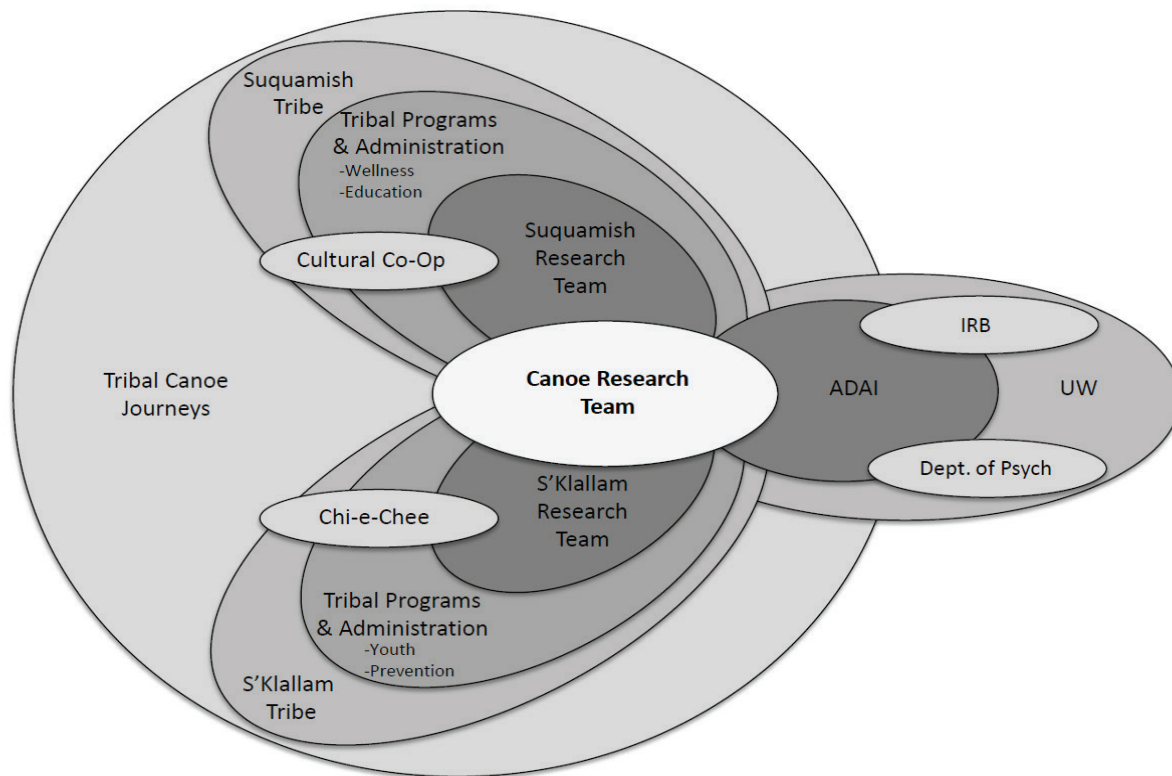 Suquamish
Tribe
Tribal Programs
& Administration
-Wellness
-Education
Suquamish
Research
Team
Cultural Co-Op
Tribal Canoe
Journeys
Canoe Research
Team
ADAI
IRB
UW
Dept. of Psych
S’Klallam
Research
Team
Chi-e-Chee
Tribal Programs
& Administration
-Youth
-Prevention
S’Klallam
Tribe